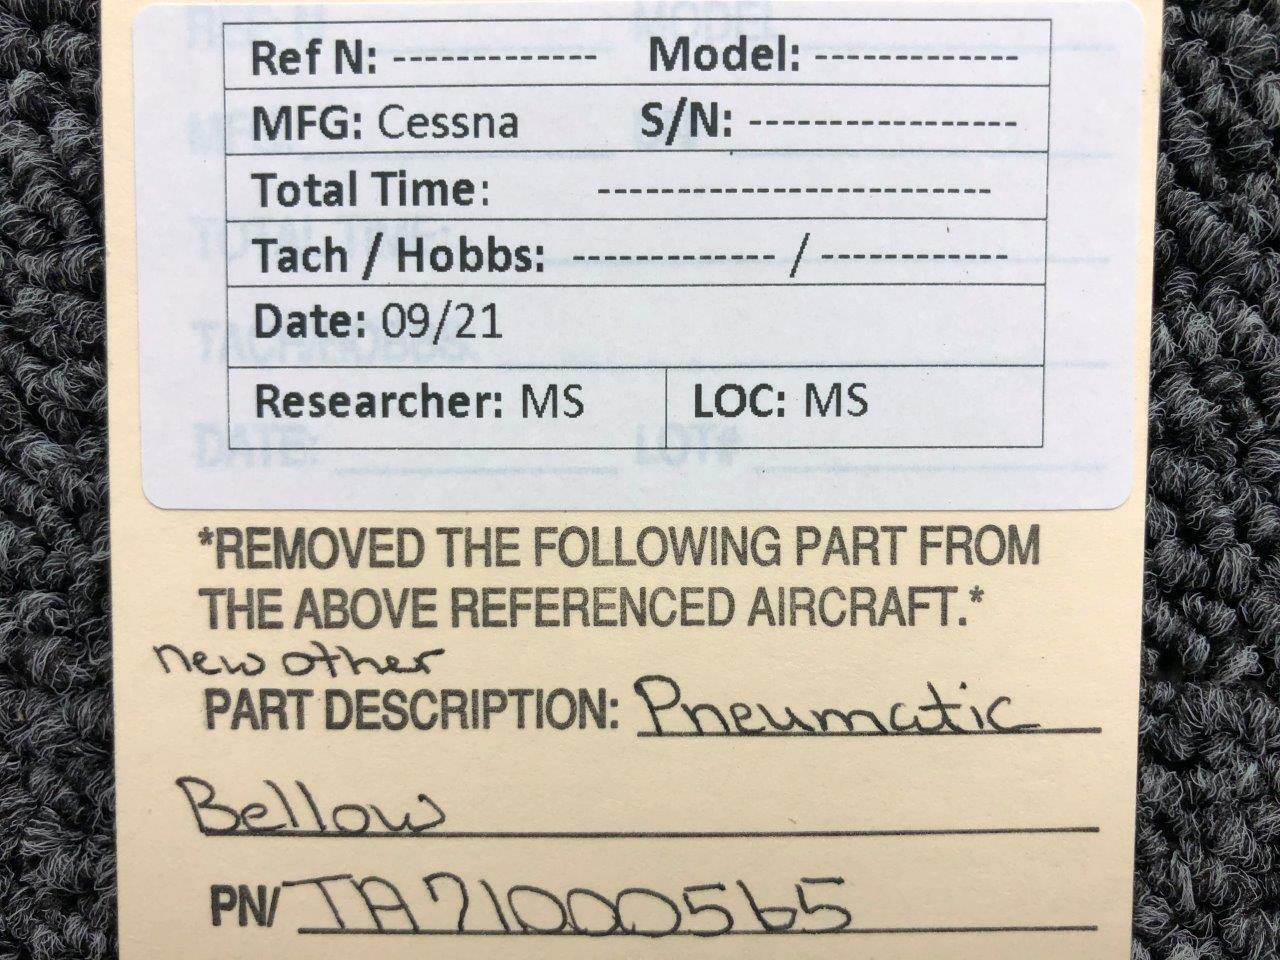 Ref N: ------------- Model: -------------
MFG: Cessna S/N: -----------------
Total Time: -------------------------
Tach / Hobbs: ------------- / ------------
Date: 09/21
Researcher: MS LOC: MS
*REMOVED THE FOLLOWING PART FROM
THE ABOVE REFERENCED AIRCRAFT.*
new other
PART DESCRIPTION: Pneumatic
Bellow
PN/ TA71000565